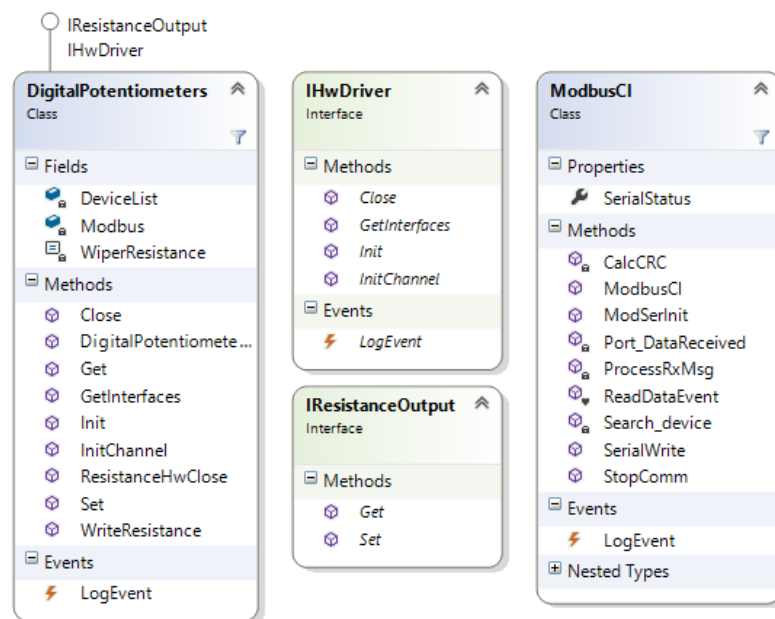 IResistanceOutput
IHwDriver
DigitalPotentiometers
Class
Fields
DeviceList
Modbus
WiperResistance
Methods
Close
DigitalPotentiomete...
Get
GetInterfaces
Init
InitChannel
ResistanceHwClose
Set
WriteResistance
Events
LogEvent
IHwDriver
Interface
Methods
Close
GetInterfaces
Init
InitChannel
Events
LogEvent
IResistanceOutput
Interface
Methods
Get
Set
ModbusCl
Class
Properties
SerialStatus
Methods
CalcCRC
ModbusCl
ModSerInit
Port_DataReceived
ProcessRxMsg
ReadDataEvent
Search_device
SerialWrite
StopComm
Events
LogEvent
Nested Types